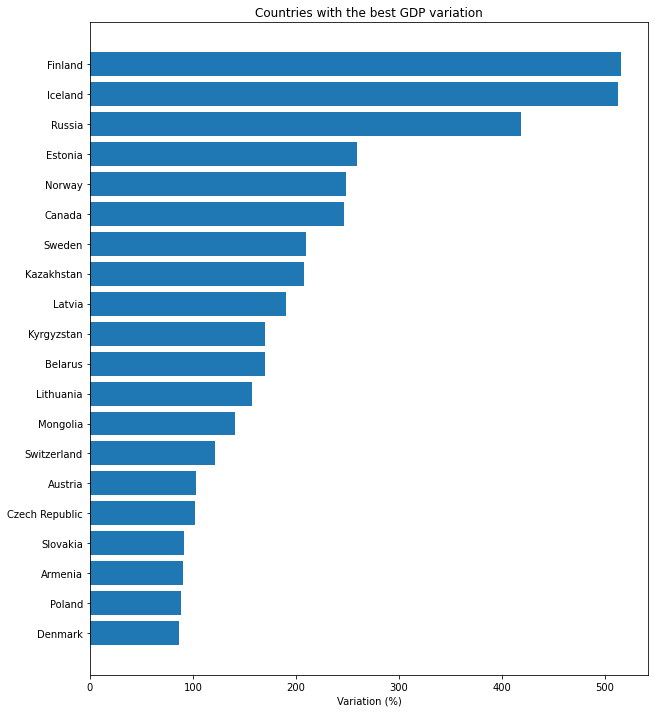 Countries with the best GDP variation
Finland
Iceland
Russia
Estonia
Norway
Canada
Sweden
Kazakhstan
Latvia
Kyrgyzstan
Belarus
Lithuania
Mongolia
Switzerland
Austria
Czech Republic
Slovakia
Armenia
Poland
Denmark
0 100 200 300 400 500
Variation (%)